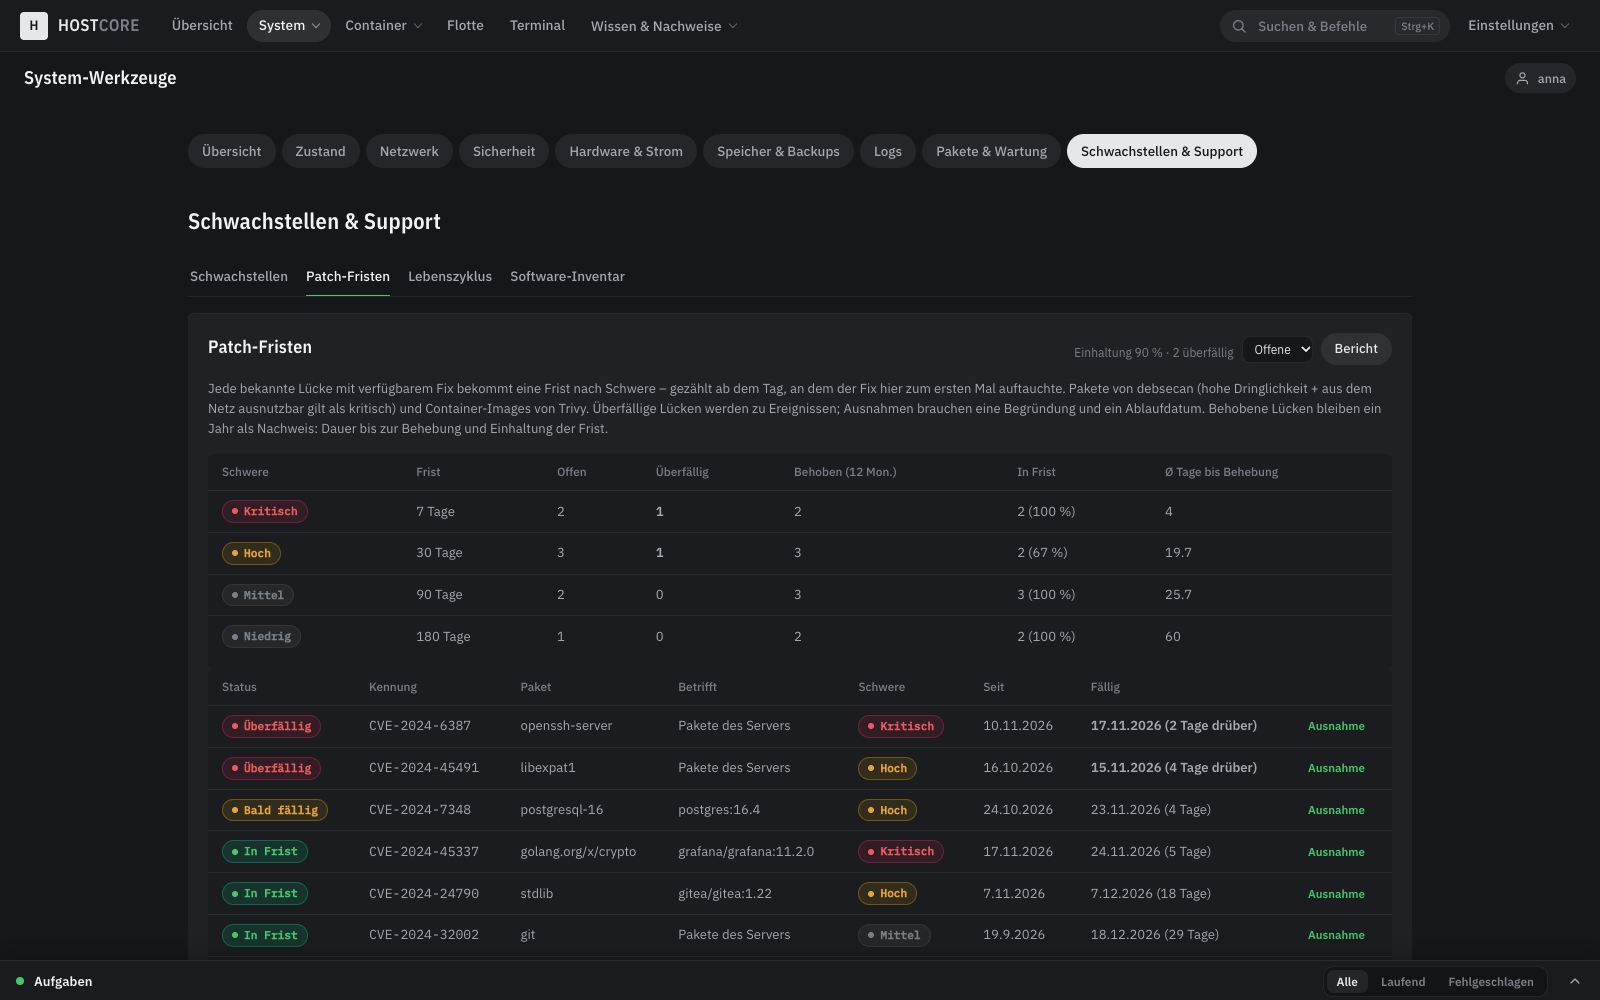 H HOSTCORE Übersicht System Container Flotte Terminal Wissen & Nachweise Suchen & Befehle Strg+K Einstellungen
System-Werkzeuge anna
Übersicht Zustand Netzwerk Sicherheit Hardware & Strom Speicher & Backups Logs Pakete & Wartung Schwachstellen & Support
Schwachstellen & Support
Schwachstellen Patch-Fristen Lebenszyklus Software-Inventar
Patch-Fristen Einhaltung 90 % · 2 überfällig Offene Bericht
Jede bekannte Lücke mit verfügbarem Fix bekommt eine Frist nach Schwere – gezählt ab dem Tag, an dem der Fix hier zum ersten Mal auftauchte. Pakete von debsecan (hohe Dringlichkeit + aus dem
Netz ausnutzbar gilt als kritisch) und Container-Images von Trivy. Überfällige Lücken werden zu Ereignissen; Ausnahmen brauchen eine Begründung und ein Ablaufdatum. Behobene Lücken bleiben ein
Jahr als Nachweis: Dauer bis zur Behebung und Einhaltung der Frist.
Schwere Frist Offen Überfällig Behoben (12 Mon.) In Frist Ø Tage bis Behebung
Kritisch 7 Tage 2 1 2 2 (100 %) 4
Hoch 30 Tage 3 1 3 2 (67 %) 19.7
Mittel 90 Tage 2 0 3 3 (100 %) 25.7
Niedrig 180 Tage 1 0 2 2 (100 %) 60
Status Kennung Paket Betrifft Schwere Seit Fällig
Überfällig CVE-2024-6387 openssh-server Pakete des Servers Kritisch 10.11.2026 17.11.2026 (2 Tage drüber) Ausnahme
Überfällig CVE-2024-45491 libexpat1 Pakete des Servers Hoch 16.10.2026 15.11.2026 (4 Tage drüber) Ausnahme
Bald fällig CVE-2024-7348 postgresql-16 postgres:16.4 Hoch 24.10.2026 23.11.2026 (4 Tage) Ausnahme
In Frist CVE-2024-45337 golang.org/x/crypto grafana/grafana:11.2.0 Kritisch 17.11.2026 24.11.2026 (5 Tage) Ausnahme
In Frist CVE-2024-24790 stdlib gitea/gitea:1.22 Hoch 7.11.2026 7.12.2026 (18 Tage) Ausnahme
In Frist CVE-2024-32002 git Pakete des Servers Mittel 19.9.2026 18.12.2026 (29 Tage) Ausnahme
Aufgaben Alle Laufend Fehlgeschlagen